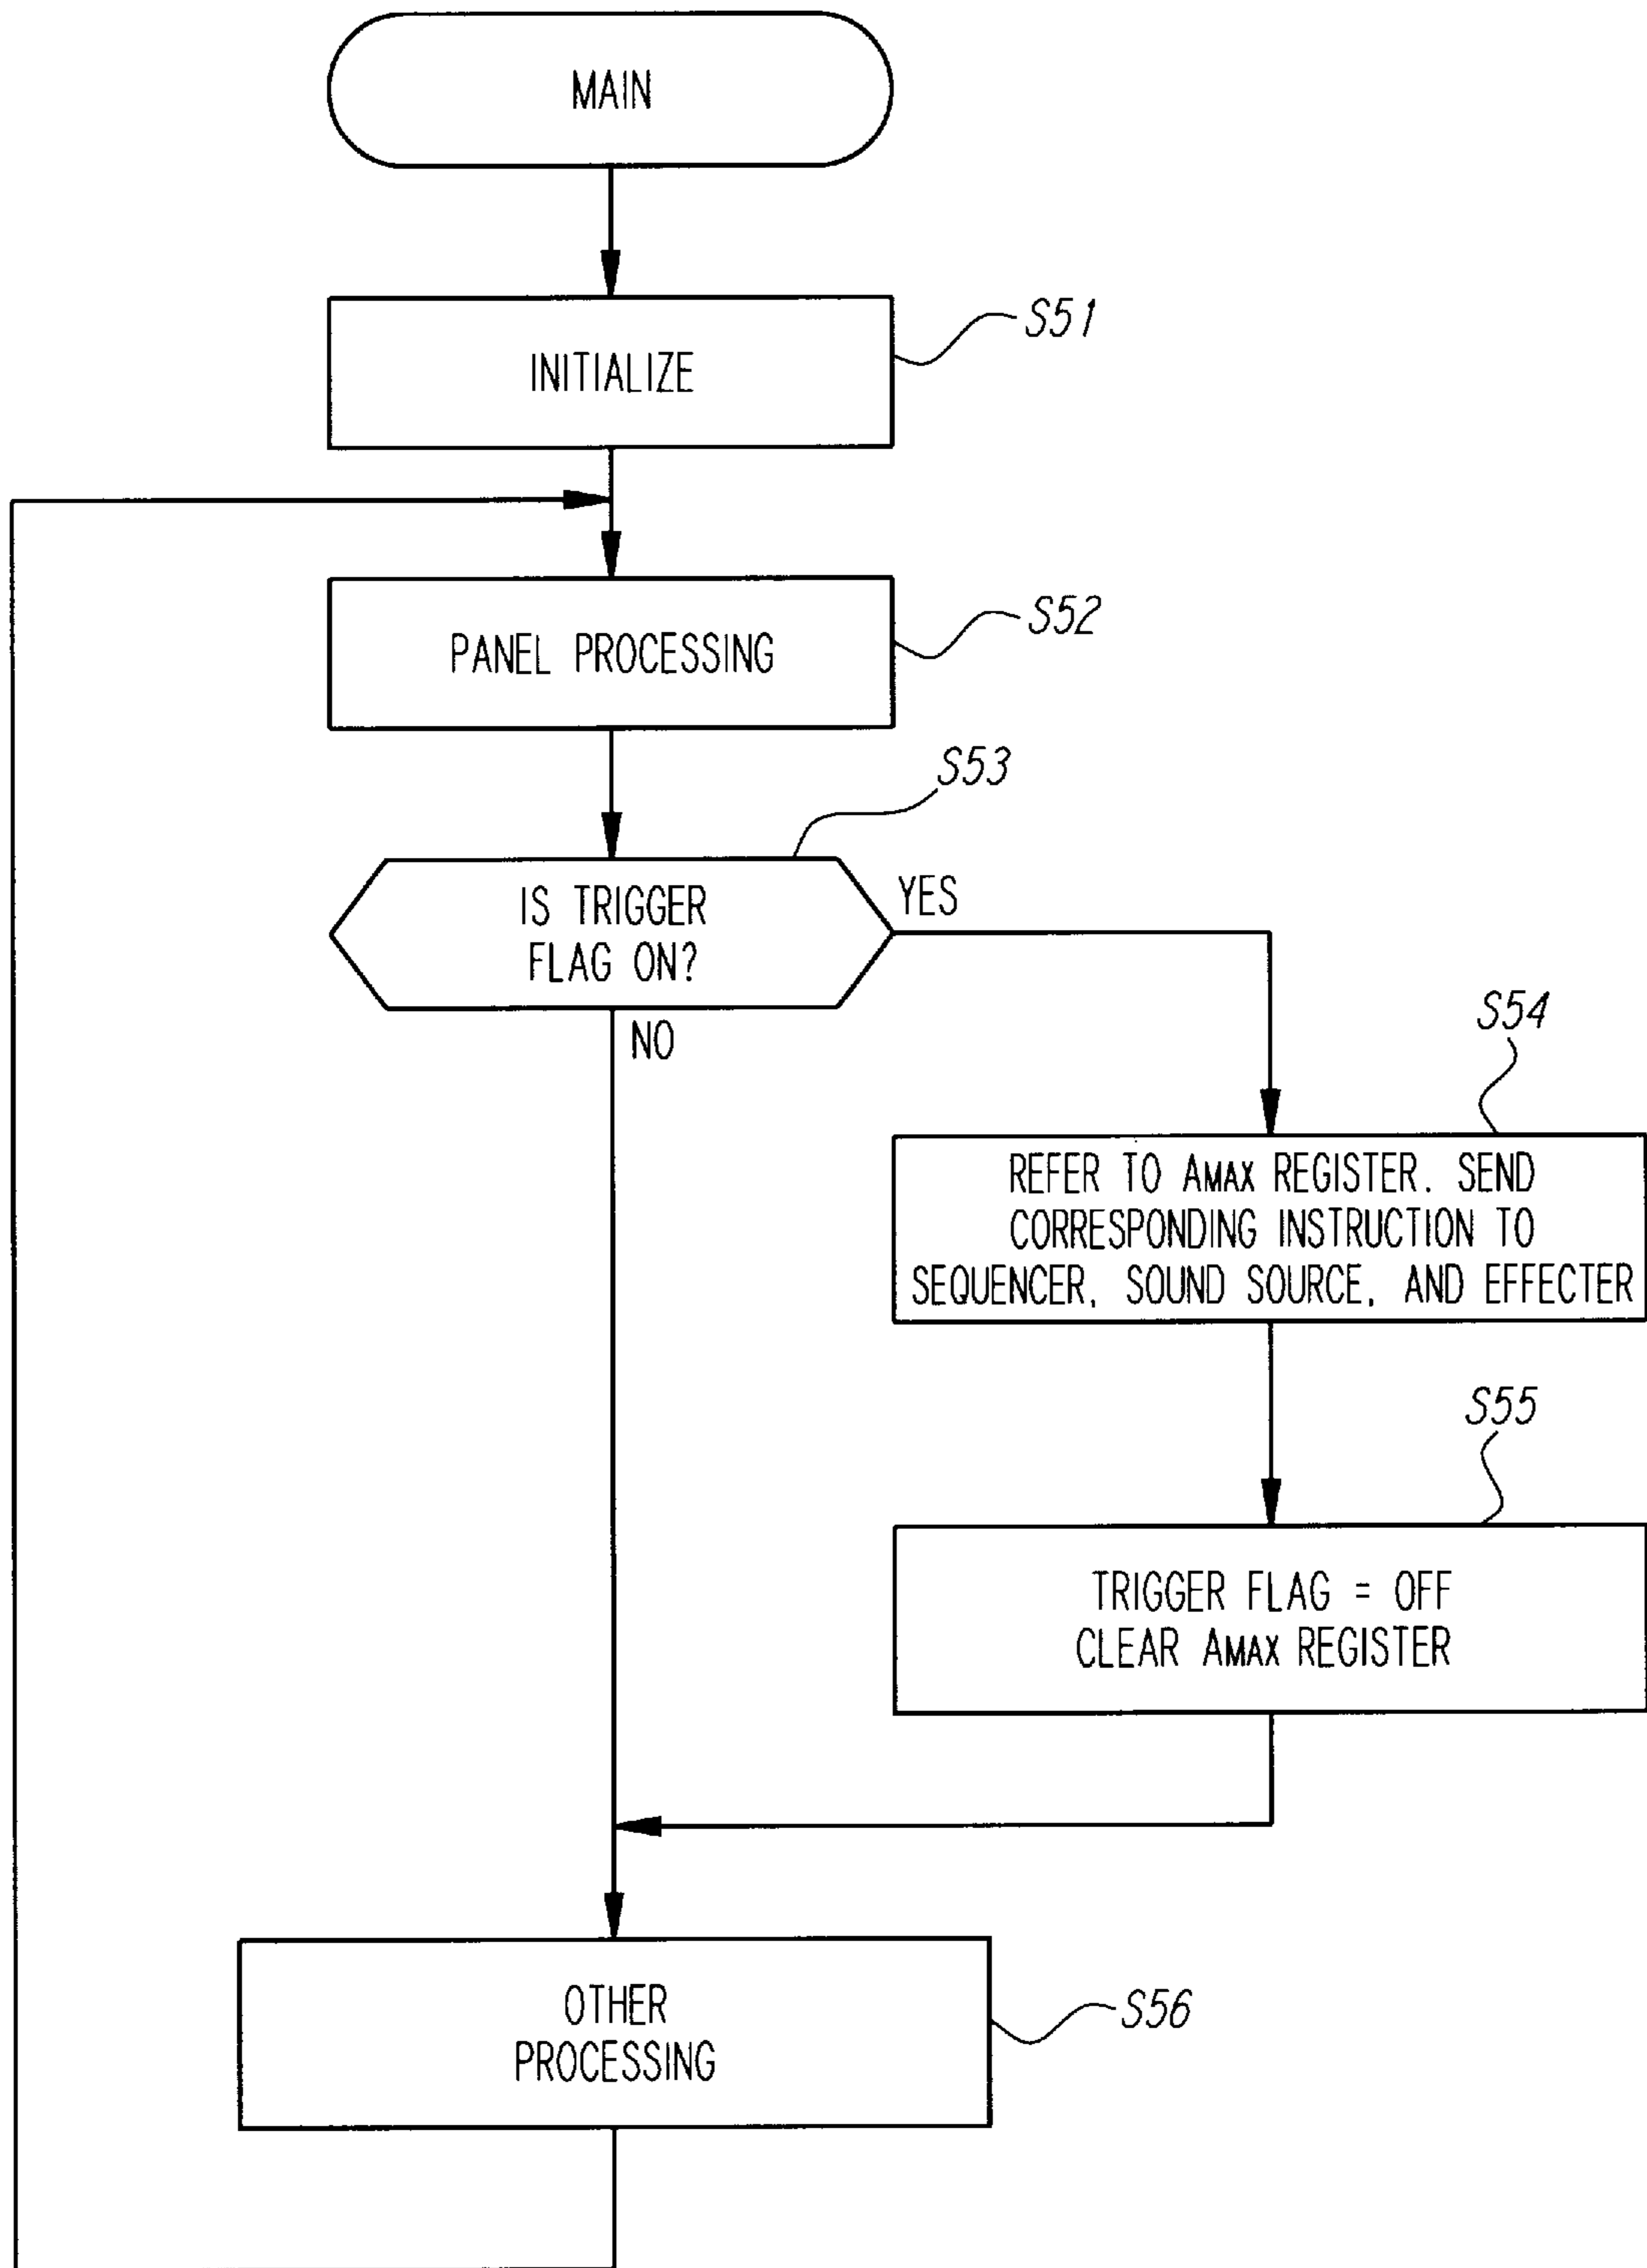 MAIN
INITIALIZE
S51
PANEL PROCESSING
S52
S53
IS TRIGGER
FLAG ON?
YES
NO
S54
REFER TO AMAX REGISTER. SEND
CORRESPONDING INSTRUCTION TO
SEQUENCER, SOUND SOURCE, AND EFFECTER
S55
TRIGGER FLAG = OFF
CLEAR AMAX REGISTER
OTHER
PROCESSING
S56